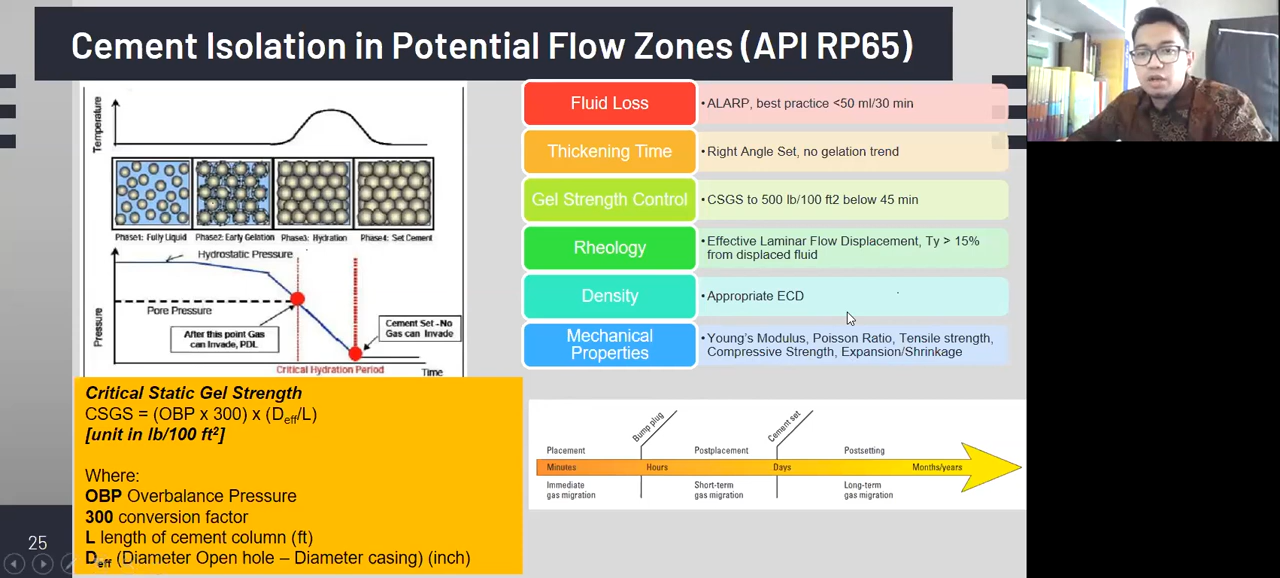 Cement Isolation in Potential Flow Zones (API RP65)
Temperature
Phase1: Fully Liquid
Phase2: Early Gelation
Phase3: Hydration
Phase4: Set Cement
Hydrostatic Pressure
Pore Pressure
Pressure
After this point Gas
can Invade, PDL
Cement Set -No
Gas can Invade
Critical Hydration Period
Time
Fluid Loss
•ALARP, best practice <50 ml/30 min
Thickening Time
•Right Angle Set, no gelation trend
Gel Strength Control
•CSGS to 500 lb/100 ft2 below 45 min
Rheology
•Effective Laminar Flow Displacement, Ty > 15%
from displaced fluid
Density
•Appropriate ECD
Mechanical
Properties
•Young's Modulus, Poisson Ratio, Tensile strength,
Compressive Strength, Expansion/Shrinkage
Critical Static Gel Strength
CSGS = (OBP x 300) x (Deff/L)
[unit in lb/100 ft²]
Where:
OBP Overbalance Pressure
300 conversion factor
L length of cement column (ft)
Deff (Diameter Open hole – Diameter casing) (inch)
Bump plug
Cement set
Placement
Postplacement
Postsetting
Minutes
Hours
Days
Months/years
Immediate
gas migration
Short-term
gas migration
Long-term
gas migration
25